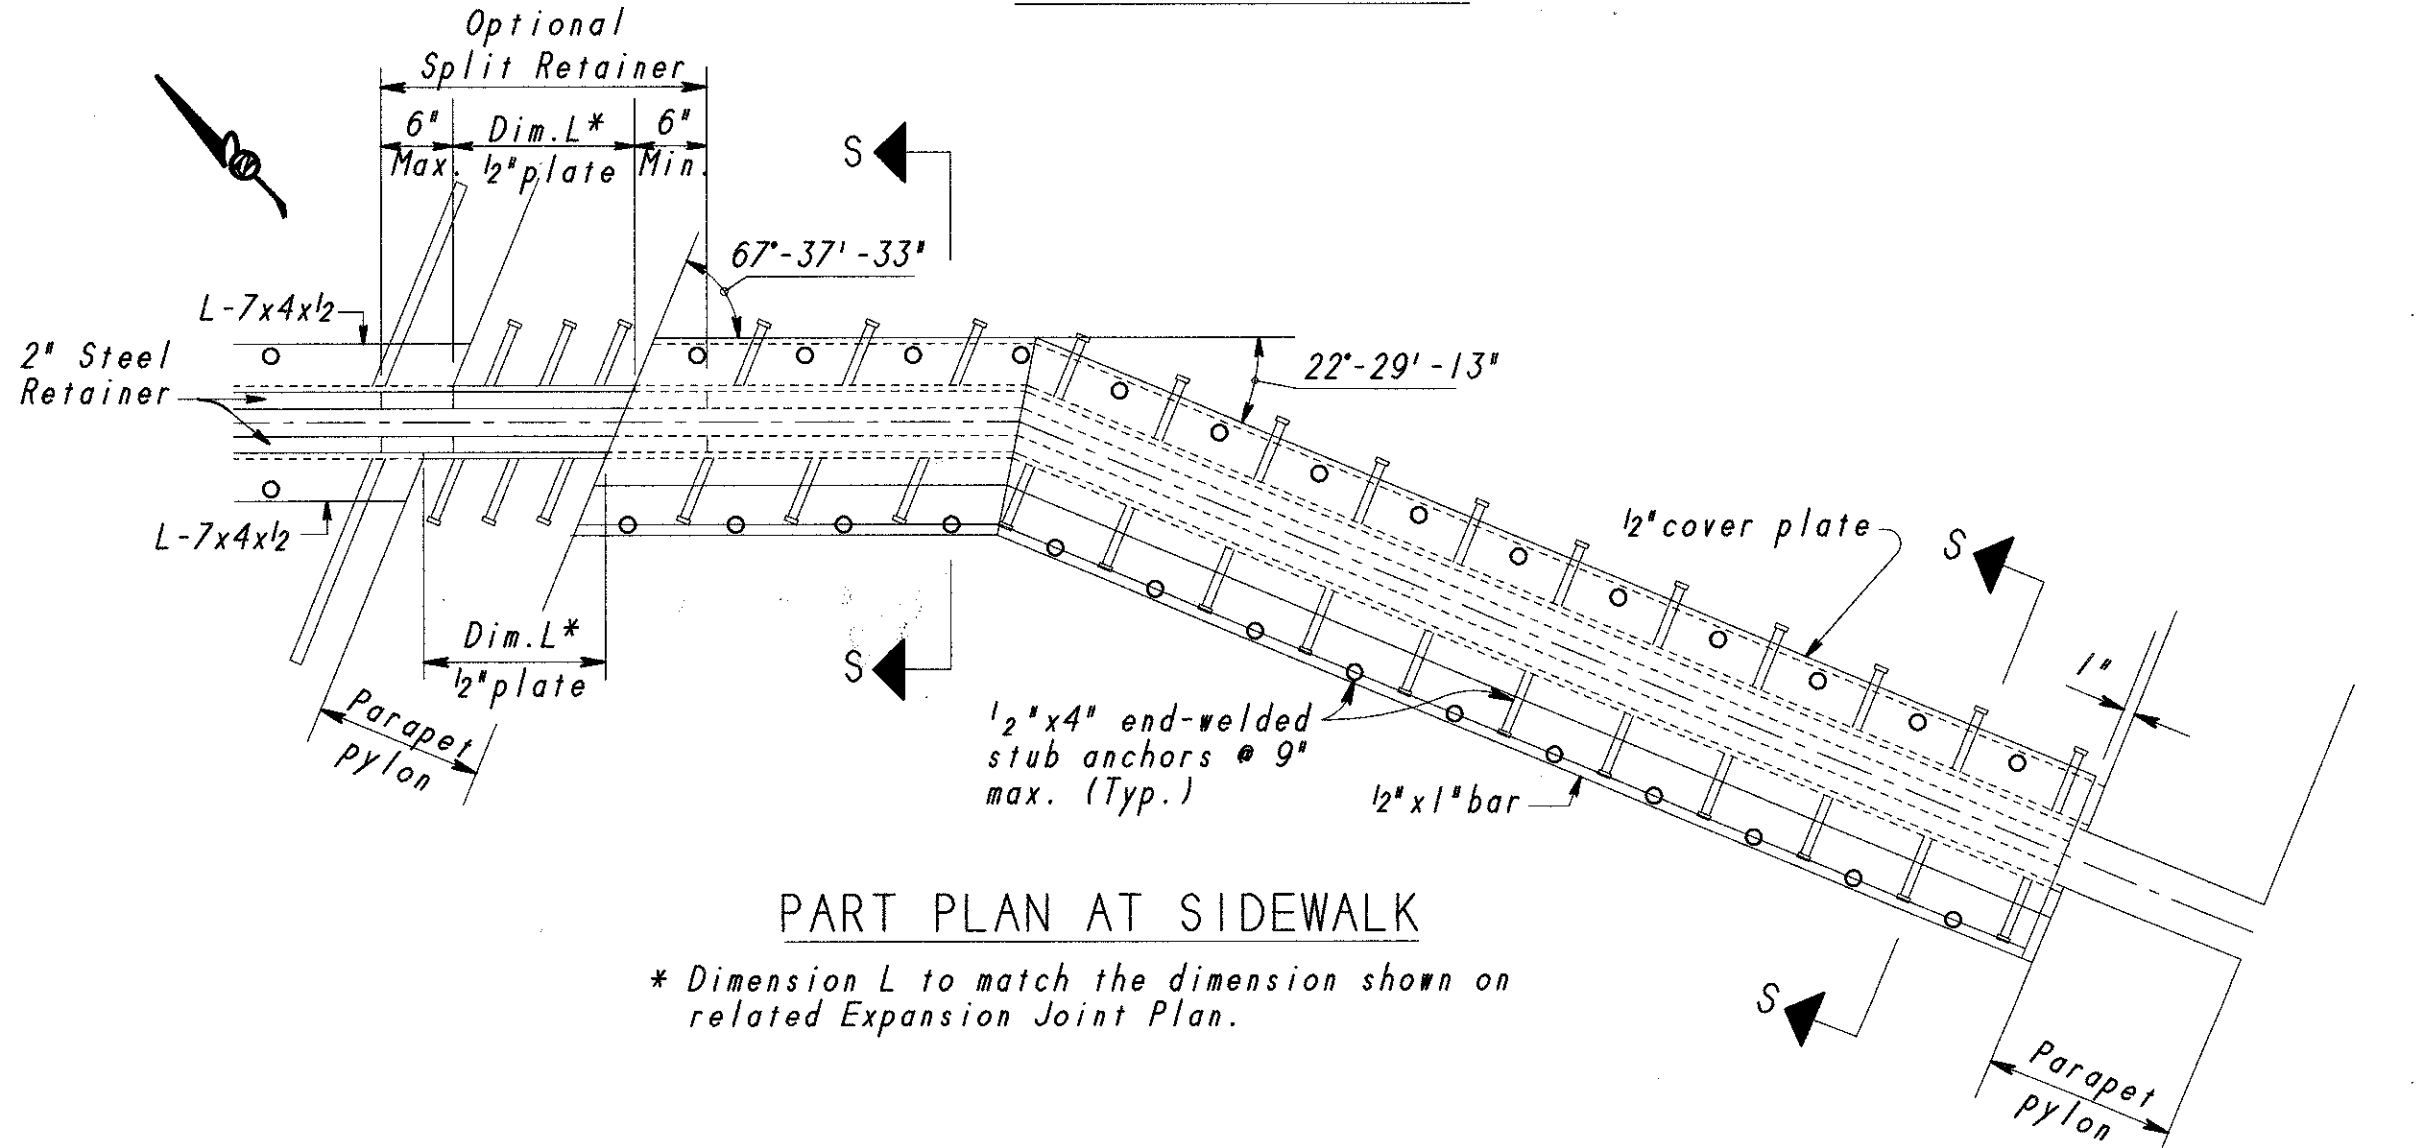 Optional
Split Retainer
6"
Max.
Dim.L*
½"plate
6"
Min.
S
67°-37'-33"
L-7x4x½
2" Steel
Retainer
22°-29'-13"
L-7x4x½
½"cover plate
S
Dim.L*
½"plate
S
1"
Parapet
pylon
½"x4" end-welded
stub anchors @ 9"
max. (Typ.)
½"x1"bar
PART PLAN AT SIDEWALK
* Dimension L to match the dimension shown on
related Expansion Joint Plan.
S
Parapet
pylon